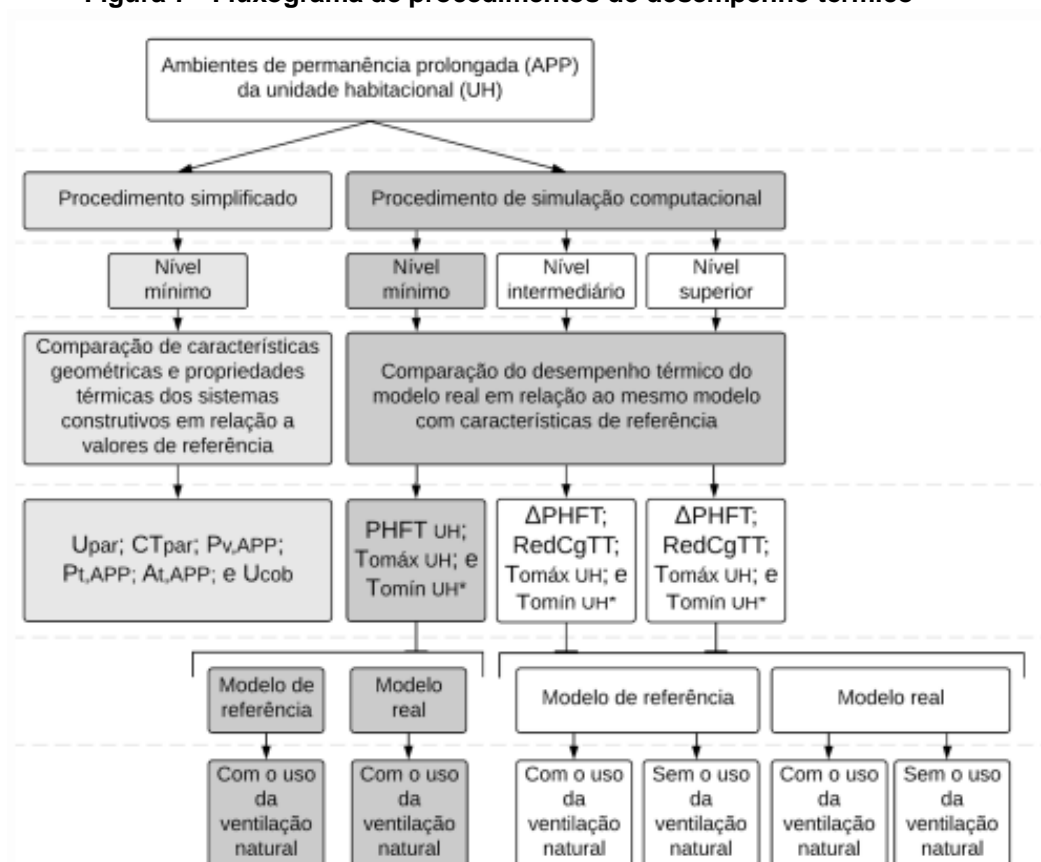 Figura 7 - Fluxograma de procedimentos de desempenho térmico
Ambientes de permanência prolongada (APP)
da unidade habitacional (UH)
Procedimento simplificado
Procedimento de simulação computacional
Nível
mínimo
Nível
mínimo
Nível
intermediário
Nível
superior
Comparação de características
geométricas e propriedades
térmicas dos sistemas
construtivos em relação a
valores de referência
Comparação do desempenho térmico do
modelo real em relação ao mesmo modelo
com características de referência
Upar; CTpar; Pv,APP;
Pt,APP; At,APP; e Ucob
PHFT UH;
Tomáx UH; e
Tomín UH*
ΔPHFT;
RedCgTT;
Tomáx UH; e
Tomín UH*
ΔPHFT;
RedCgTT;
Tomáx UH; e
Tomín UH*
Modelo de
referência
Modelo
real
Modelo de referência
Modelo real
Com o uso
da
ventilação
natural
Com o uso
da
ventilação
natural
Com o uso
da
ventilação
natural
Sem o uso
da
ventilação
natural
Com o uso
da
ventilação
natural
Sem o uso
da
ventilação
natural